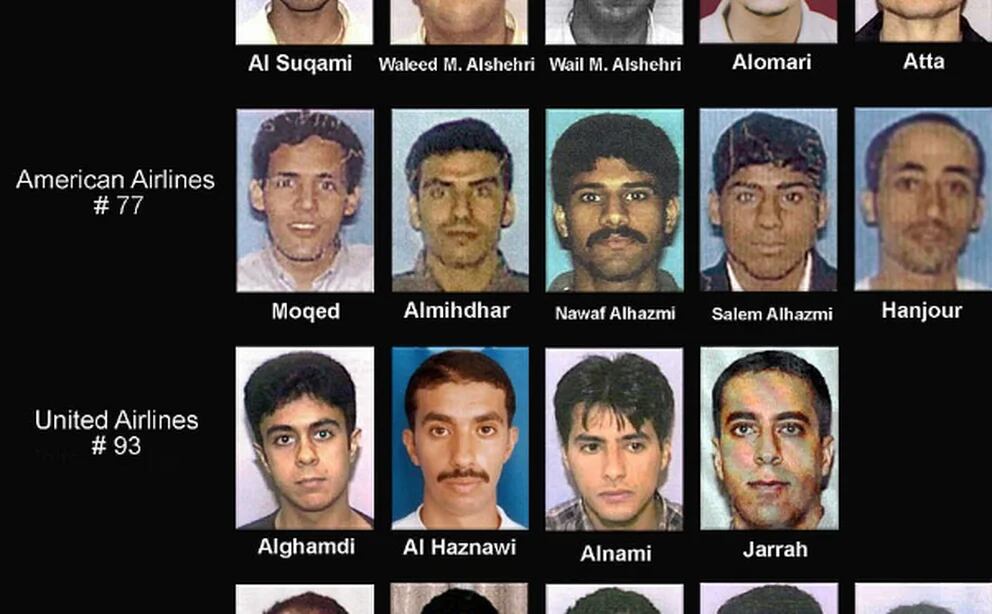 Al Suqami
Waleed M. Alshehri
Wail M. Alshehri
Alomari
Atta
American Airlines
# 77
Moqed
Almihdhar
Nawaf Alhazmi
Salem Alhazmi
Hanjour
United Airlines
# 93
Alghamdi
Al Haznawi
Alnami
Jarrah